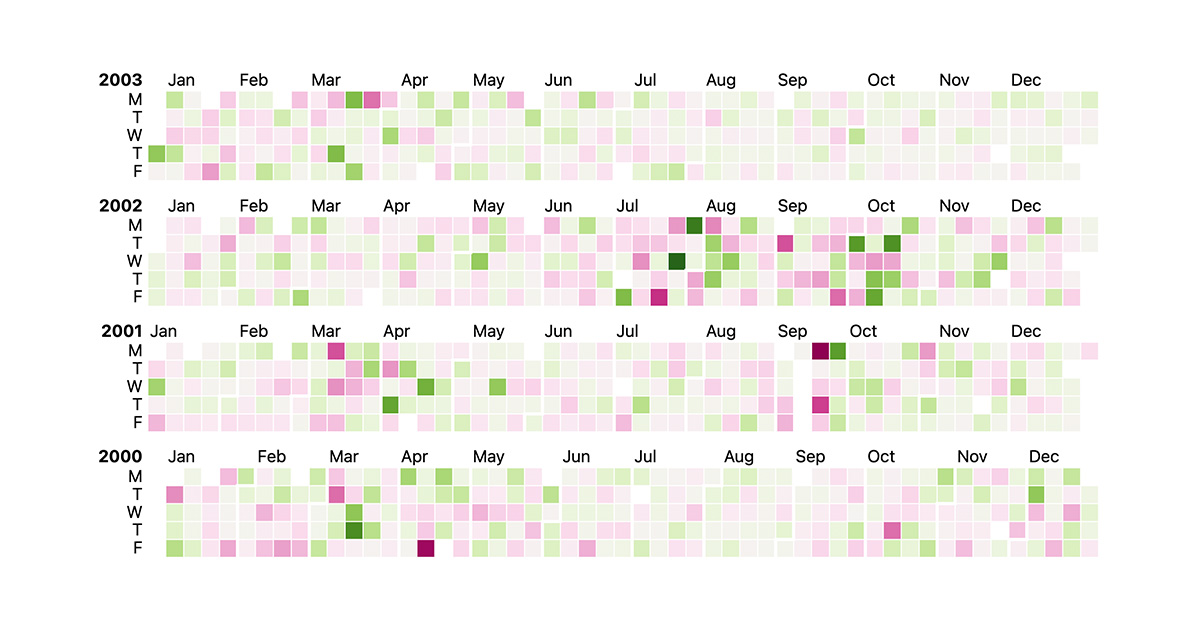 2003 Jan Feb Mar Apr May Jun Jul Aug Sep Oct Nov Dec
M
T
W
T
F
2002 Jan Feb Mar Apr May Jun Jul Aug Sep Oct Nov Dec
M
T
W
T
F
2001 Jan Feb Mar Apr May Jun Jul Aug Sep Oct Nov Dec
M
T
W
T
F
2000 Jan Feb Mar Apr May Jun Jul Aug Sep Oct Nov Dec
M
T
W
T
F